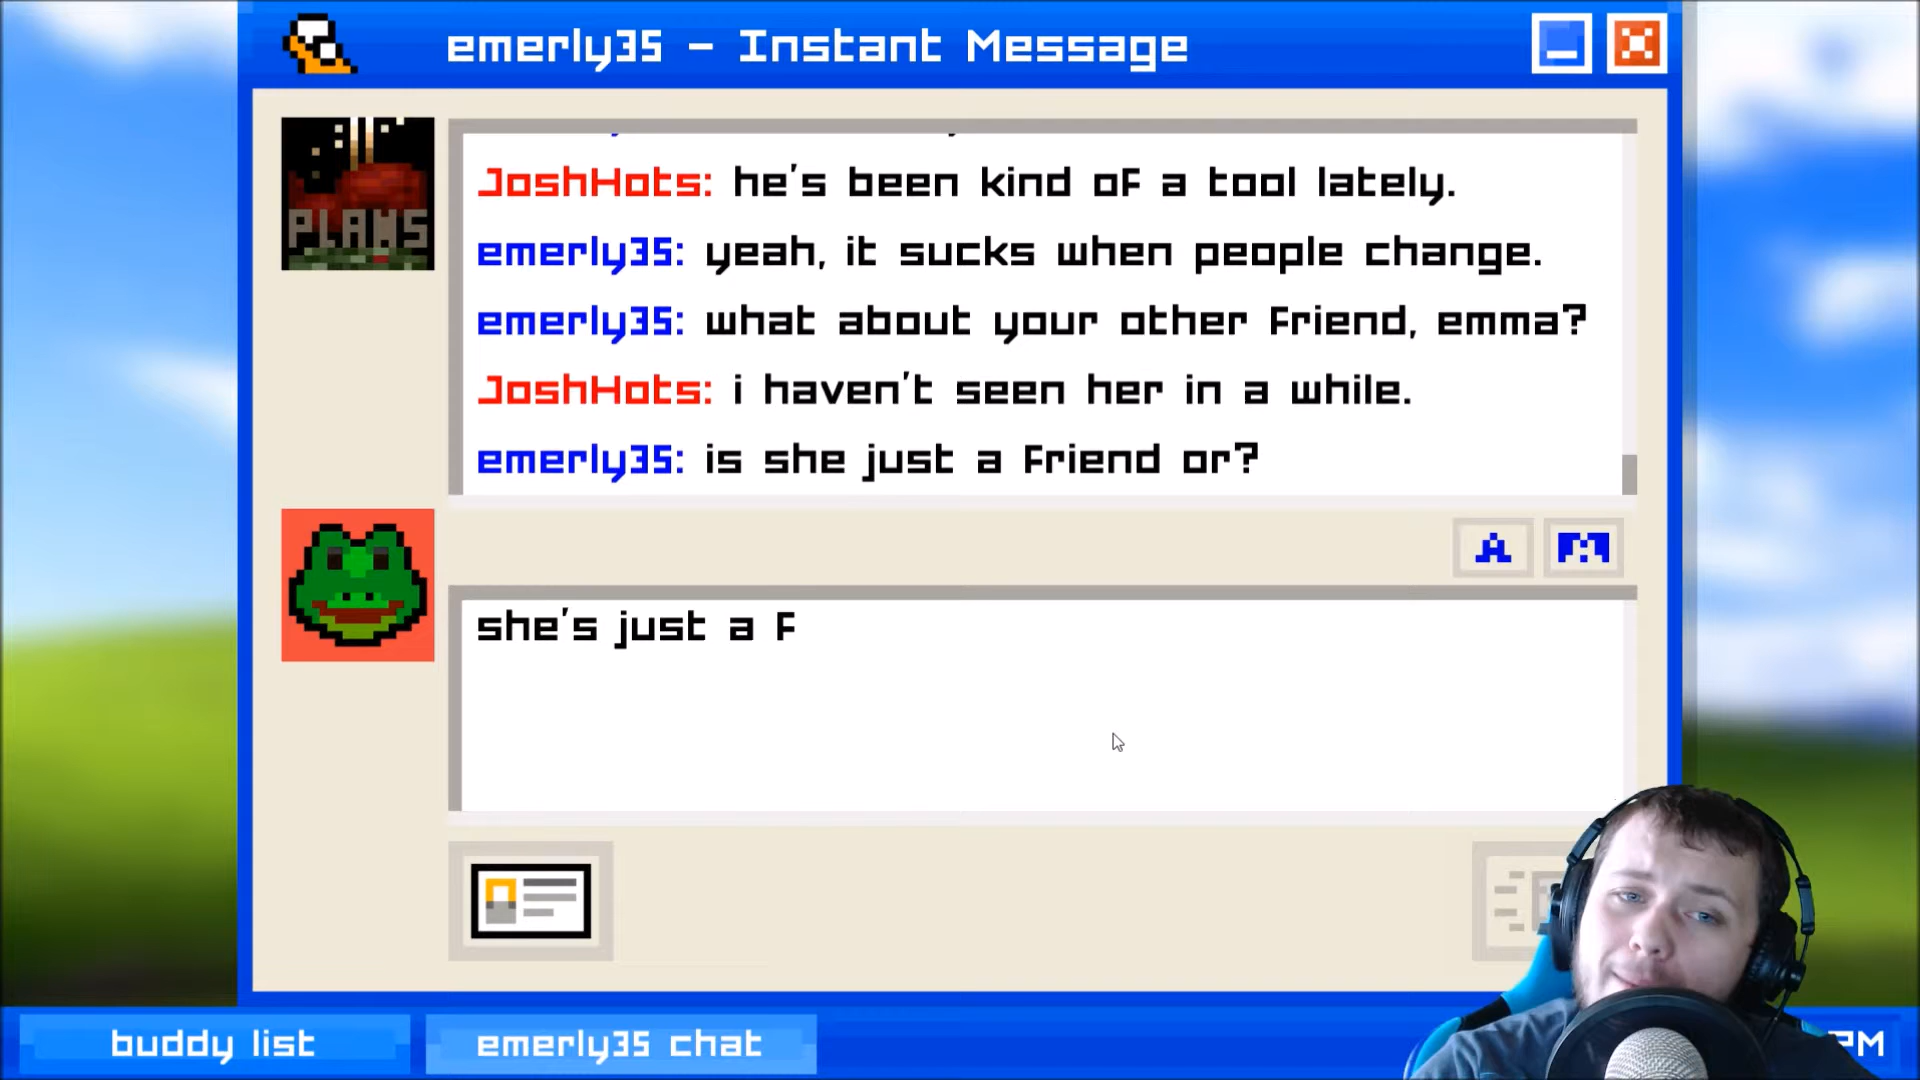 emerly35 - Instant Message
PLAWS
JoshHots: he's been kind of a tool lately.
emerly35: yeah, it sucks when people change.
emerly35: what about your other friend, emma?
JoshHots: i haven't seen her in a while.
emerly35: is she just a friend or?
A
she's just a f
buddy list
emerly35 chat
PM